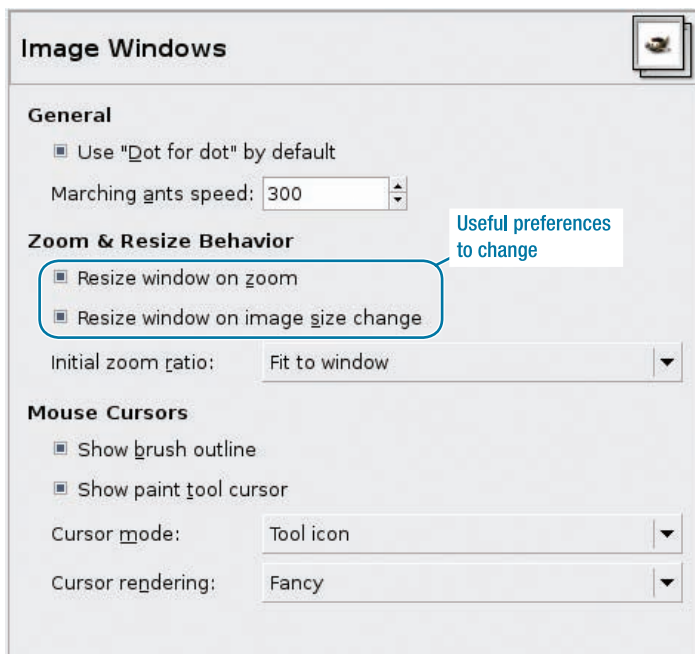 Image Windows
General
Use "Dot for dot" by default
Marching ants speed: 300
Useful preferences
to change
Zoom & Resize Behavior
Resize window on zoom
Resize window on image size change
Initial zoom ratio: Fit to window
Mouse Cursors
Show brush outline
Show paint tool cursor
Cursor mode: Tool icon
Cursor rendering: Fancy